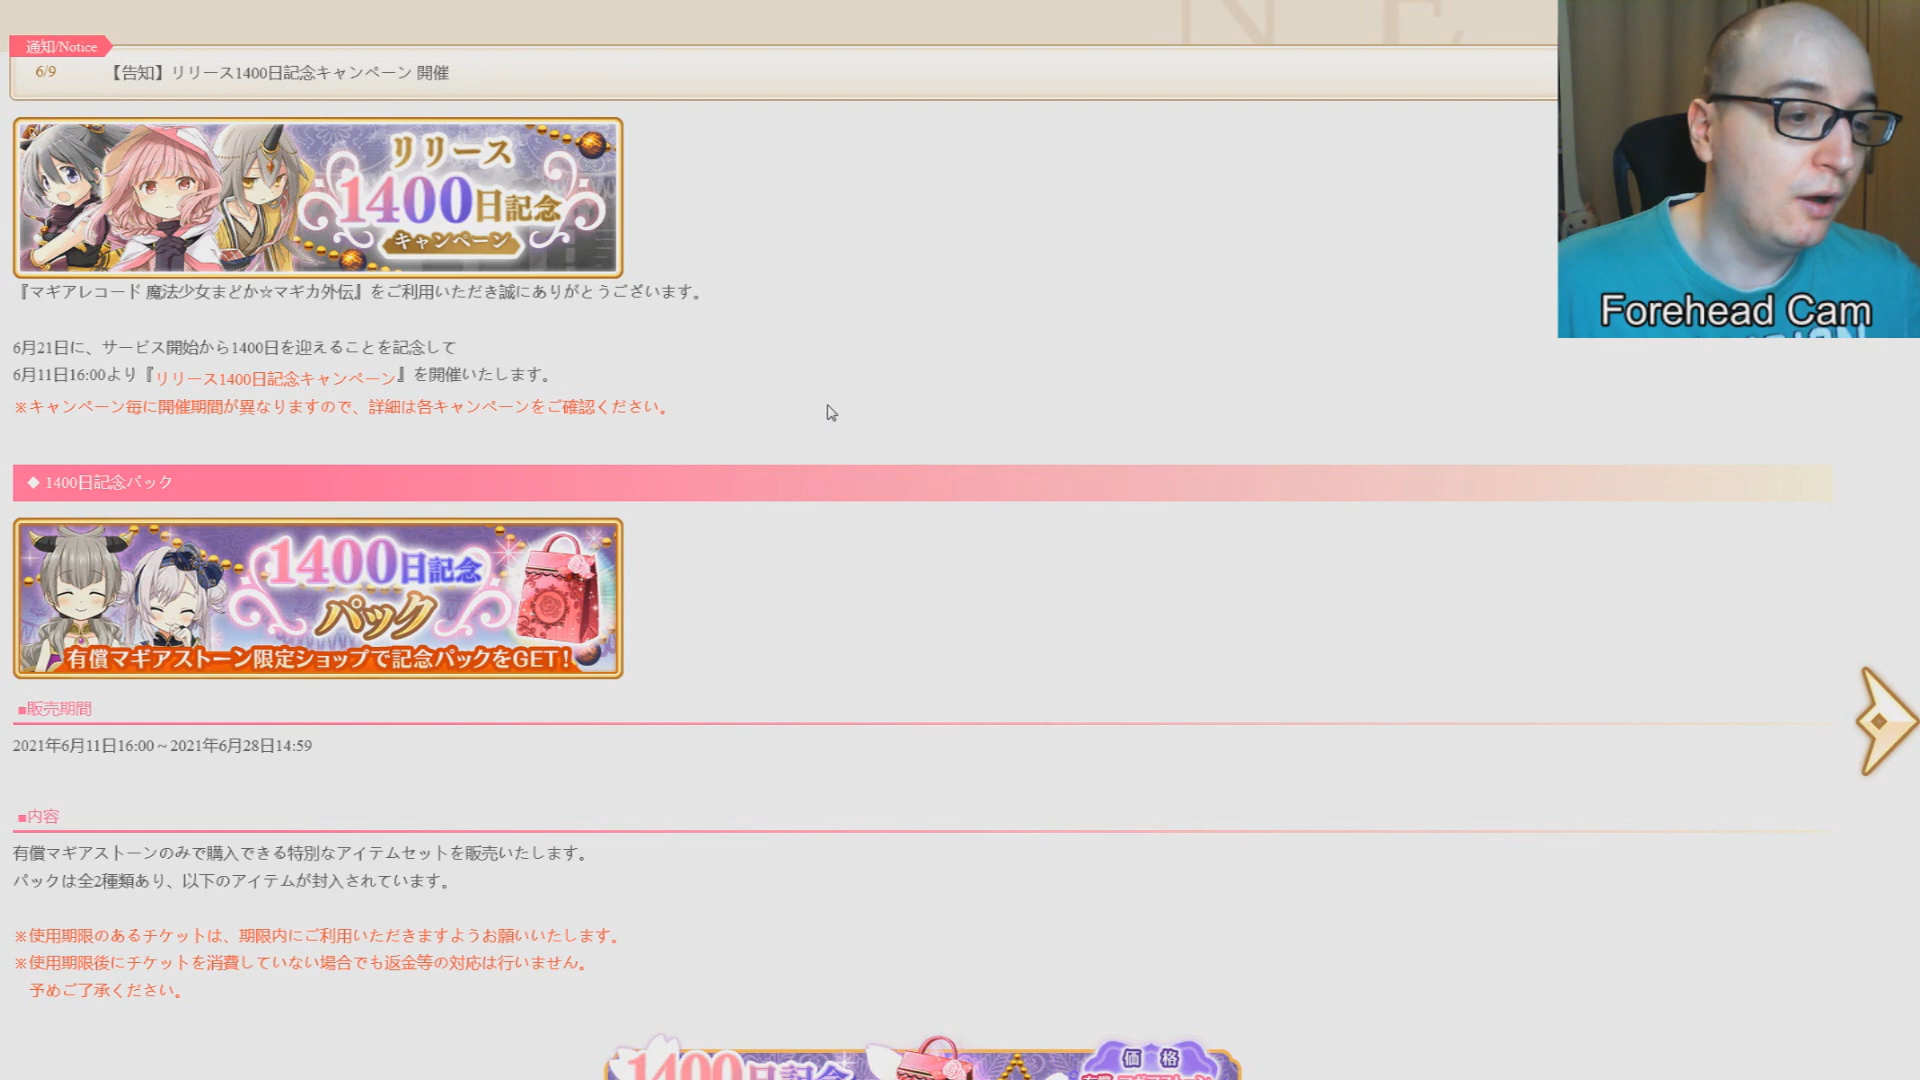 NE
通知/Notice
6/9
【告知】リリース1400日記念キャンペーン 開催
リリース
1400日記念
キャンペーン
『マギアレコード 魔法少女まどか☆マギカ外伝』をご利用いただき誠にありがとうございます。
6月21日に、サービス開始から1400日を迎えることを記念して
6月11日16:00より『リリース1400日記念キャンペーン』を開催いたします。
※キャンペーン毎に開催期間が異なりますので、詳細は各キャンペーンをご確認ください。
Forehead Cam
◆ 1400日記念パック
1400日記念
パック
有償マギアストーン限定ショップで記念パックをGET!
■販売期間
2021年6月11日16:00～2021年6月28日14:59
■内容
有償マギアストーンのみで購入できる特別なアイテムセットを販売いたします。
パックは全2種類あり、以下のアイテムが封入されています。
※使用期限のあるチケットは、期限内にご利用いただきますようお願いいたします。
※使用期限後にチケットを消費していない場合でも返金等の対応は行いません。
予めご了承ください。
1400日記念
価格